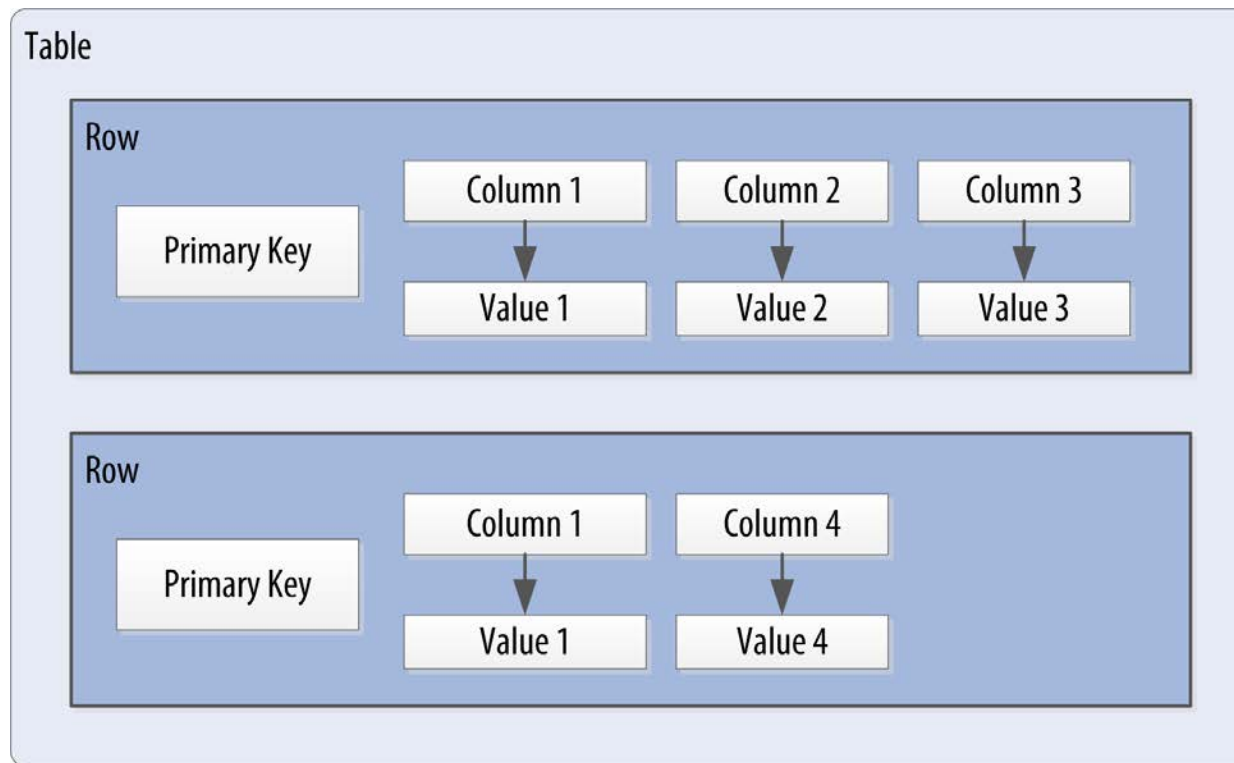 Table
Row
Primary Key
Column 1
Column 2
Column 3
Value 1
Value 2
Value 3
Row
Primary Key
Column 1
Column 4
Value 1
Value 4